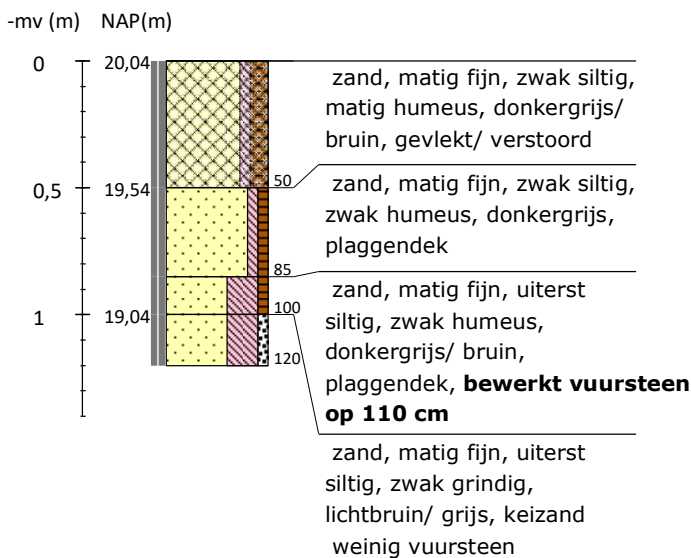 -mv (m) NAP(m)
0 20,04
zand, matig fijn, zwak siltig,
matig humeus, donkergrijs/
bruin, gevlekt/ verstoord
50
0,5 19,54
zand, matig fijn, zwak siltig,
zwak humeus, donkergrijs,
plaggendek
85
zand, matig fijn, uiterst
siltig, zwak humeus,
donkergrijs/ bruin,
plaggendek, bewerkt vuursteen
op 110 cm
100
1 19,04
120
zand, matig fijn, uiterst
siltig, zwak grindig,
lichtbruin/ grijs, keizand
weinig vuursteen